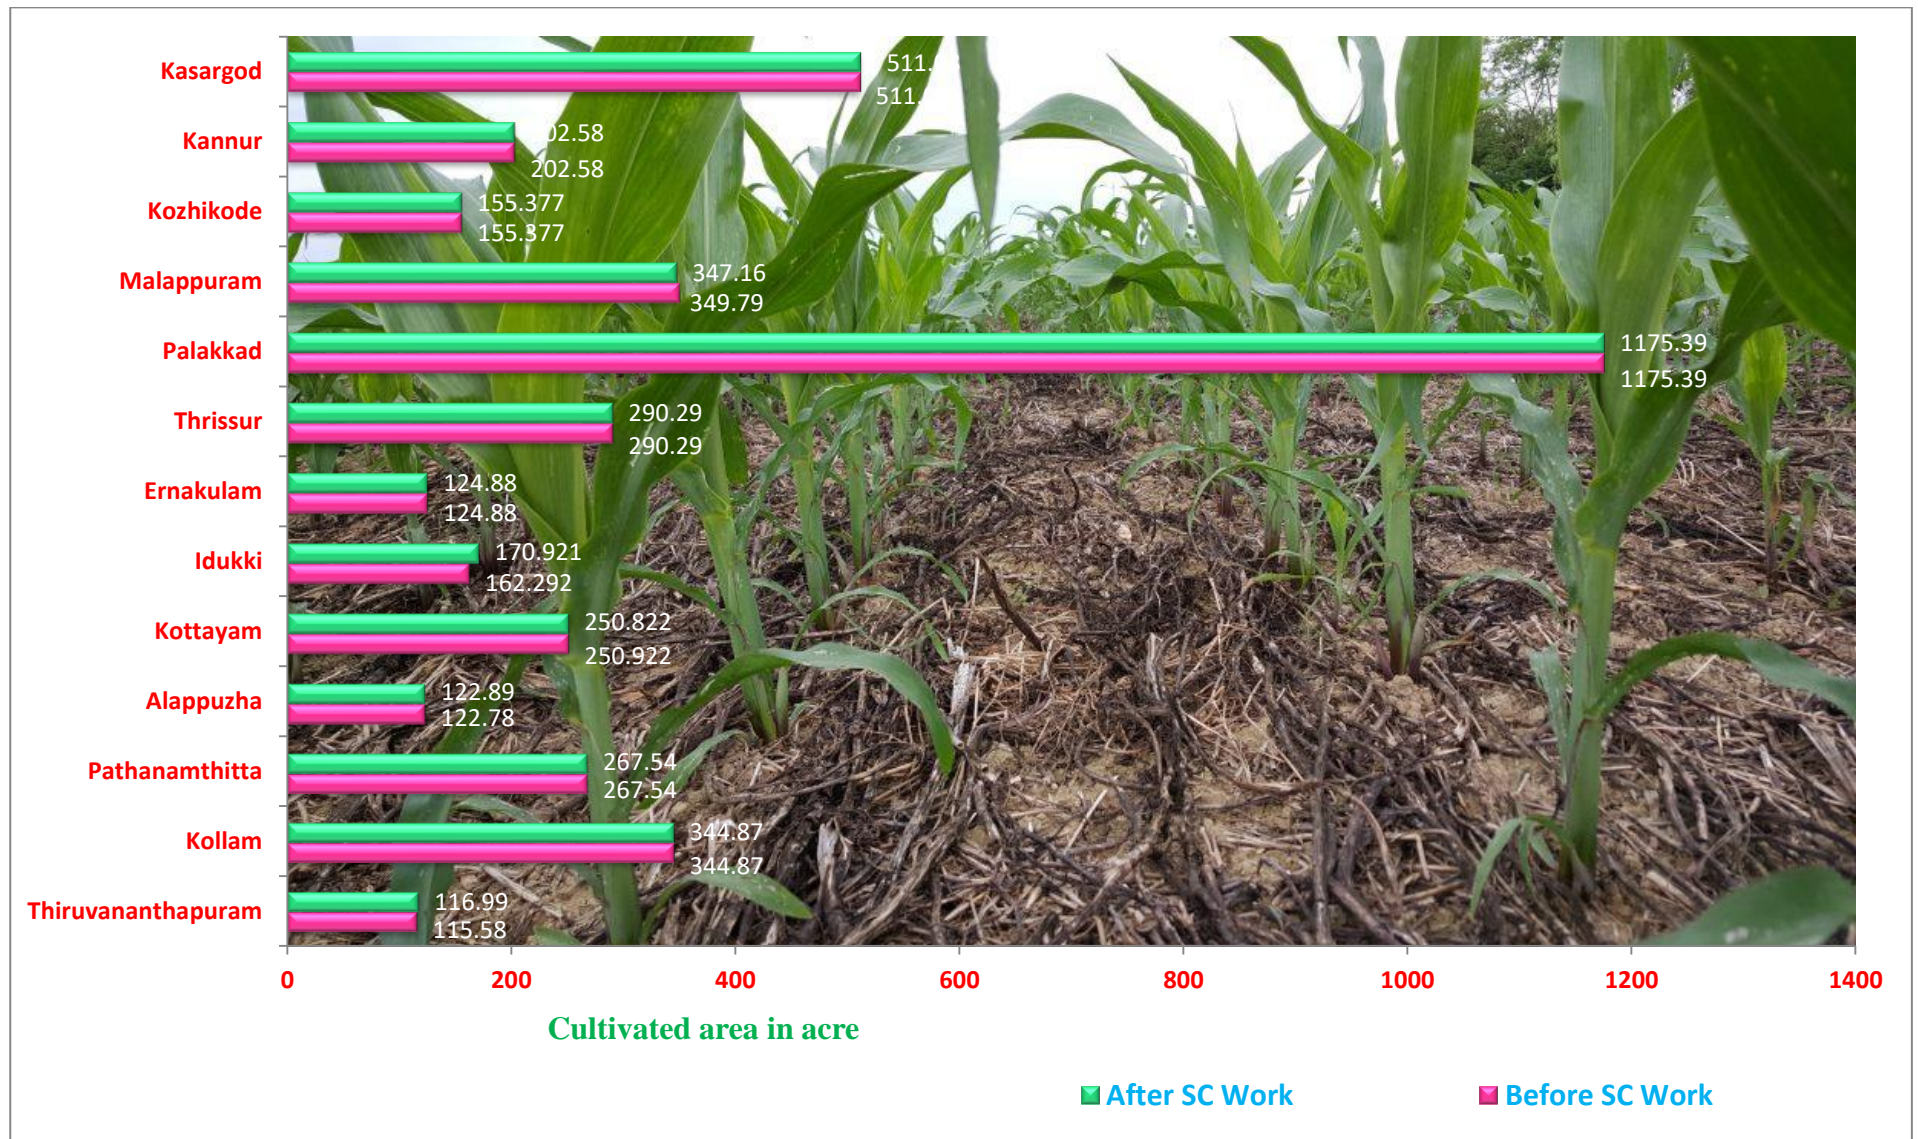 Kasargod
511.
511.
Kannur
02.58
202.58
Kozhikode
155.377
155.377
Malappuram
347.16
349.79
Palakkad
1175.39
1175.39
Thrissur
290.29
290.29
Ernakulam
124.88
124.88
Idukki
170.921
162.292
Kottayam
250.822
250.922
Alappuzha
122.89
122.78
Pathanamthitta
267.54
267.54
Kollam
344.87
344.87
Thiruvananthapuram
116.99
115.58
0 200 400 600 800 1000 1200 1400
Cultivated area in acre
After SC Work Before SC Work